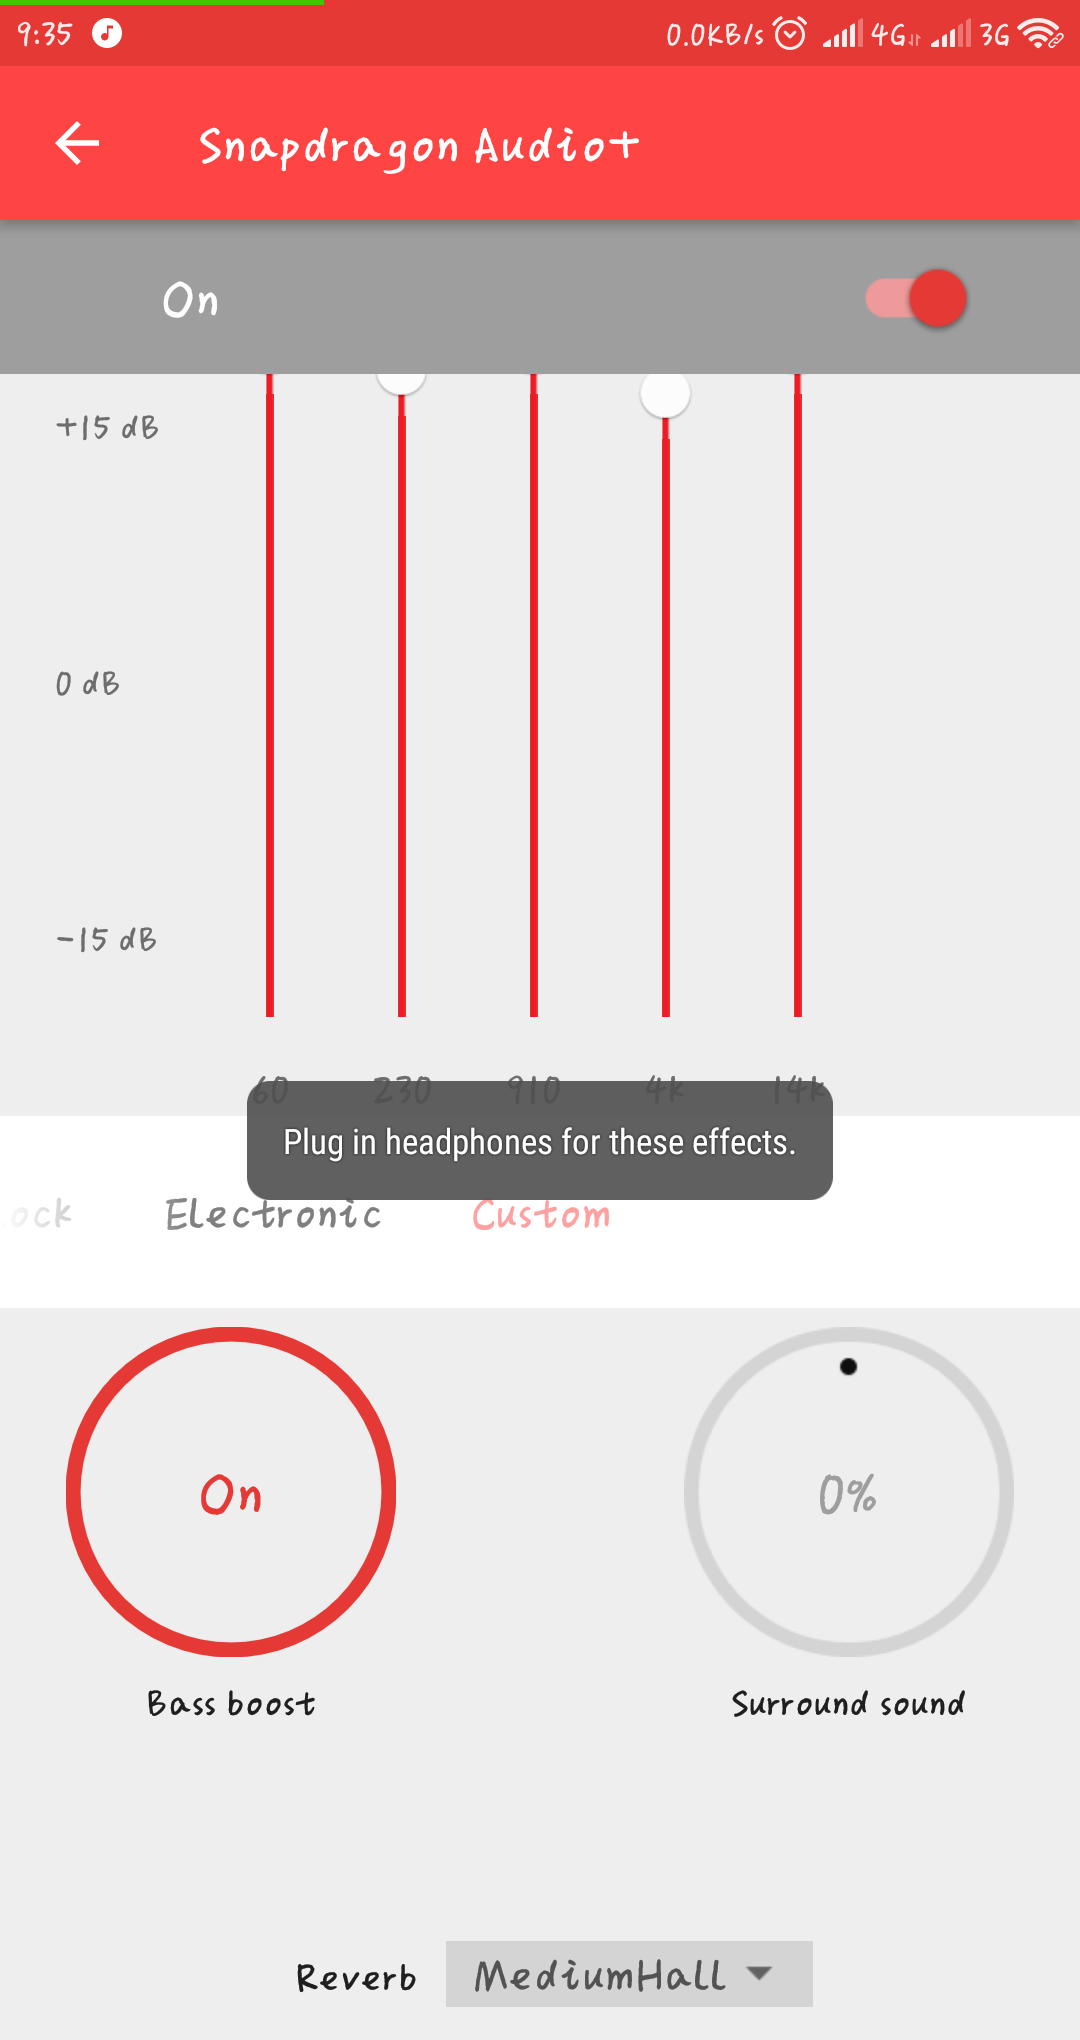 9:35 0.0KB/s 4G 3G
Snapdragon Audio+
On
+15 dB
0 dB
-15 dB
60 230 910 4k 14k
Plug in headphones for these effects.
ock Electronic Custom
On 0%
Bass boost Surround sound
Reverb MediumHall